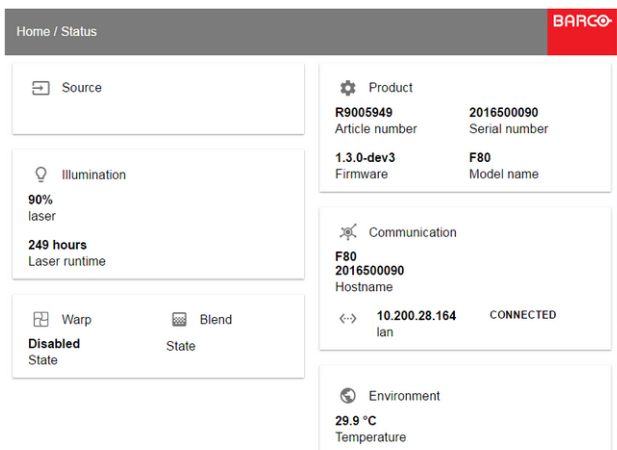 Home / Status
BARCO
Source
Illumination
90%
laser
249 hours
Laser runtime
Warp
Blend
Disabled
State
State
Product
R9005949
2016500090
Article number
Serial number
1.3.0-dev3
F80
Firmware
Model name
Communication
F80
2016500090
Hostname
10.200.28.164
CONNECTED
lan
Environment
29.9 °C
Temperature